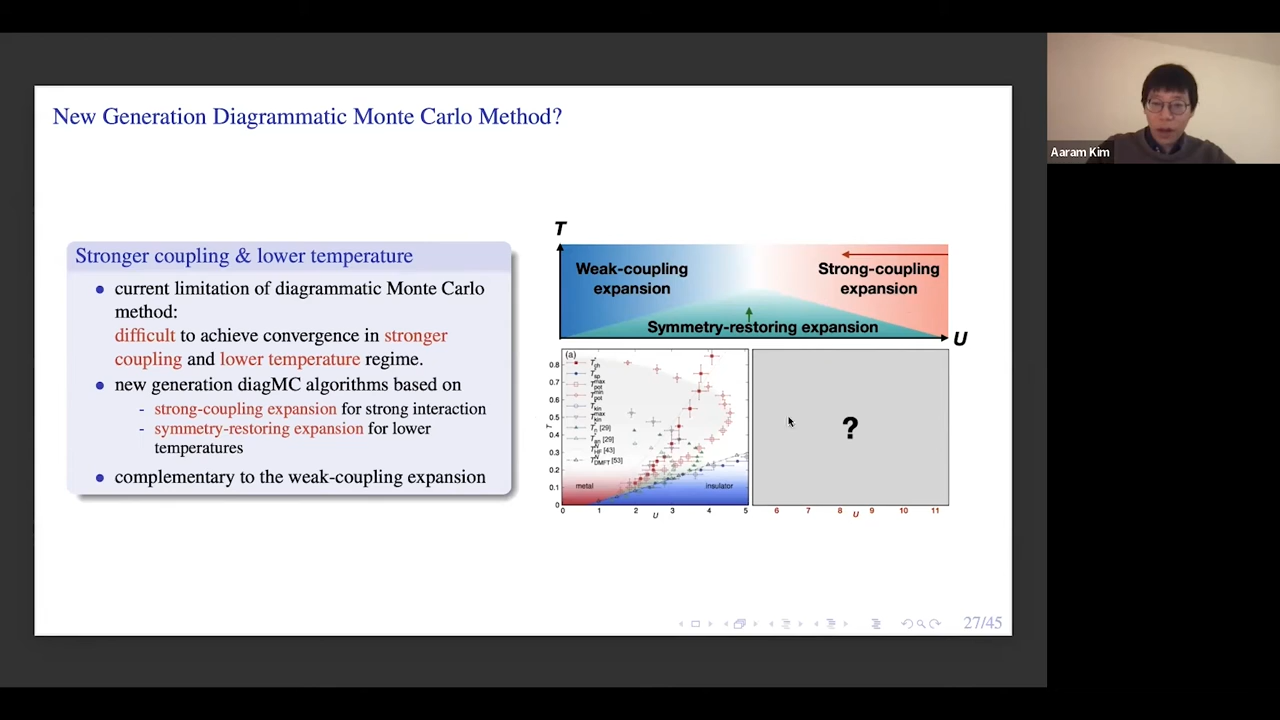 New Generation Diagrammatic Monte Carlo Method?
Aaram Kim
Stronger coupling & lower temperature
current limitation of diagrammatic Monte Carlo
method:
difficult to achieve convergence in stronger
coupling and lower temperature regime.
new generation diagMC algorithms based on
- strong-coupling expansion for strong interaction
- symmetry-restoring expansion for lower
temperatures
complementary to the weak-coupling expansion
T
Weak-coupling
expansion
Strong-coupling
expansion
Symmetry-restoring expansion
U
(a)
0.8
0.7
0.6
0.5
0.4
0.3
0.2
0.1
0
T
[29]
[29]
[43]
[53]
metal
insulator
0 1 2 3 4 5
U
?
6 7 8 9 10 11
U
27/45